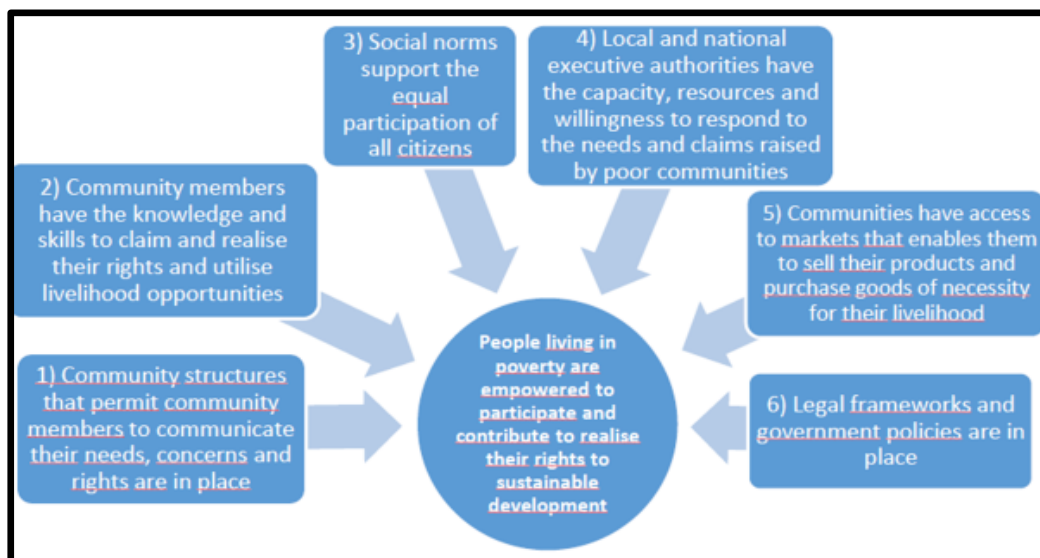 3) Social norms
support the
equal
participation of
all citizens
4) Local and national
executive authorities have
the capacity, resources and
willingness to respond to
the needs and claims raised
by poor communities
2) Community members
have the knowledge and
skills to claim and realise
their rights and utilise
livelihood opportunities
5) Communities have access
to markets that enables them
to sell their products and
purchase goods of necessity
for their livelihood
1) Community structures
that permit community
members to communicate
their needs, concerns and
rights are in place
People living in
poverty are
empowered to
participate and
contribute to realise
their rights to
sustainable
development
6) Legal frameworks and
government policies are in
place